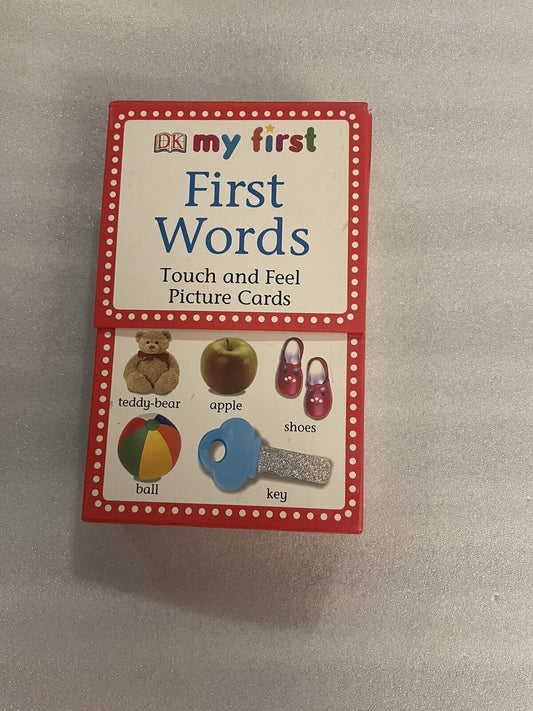 DK my first
First
Words
Touch and Feel
Picture Cards
teddy-bear apple
shoes
ball
key